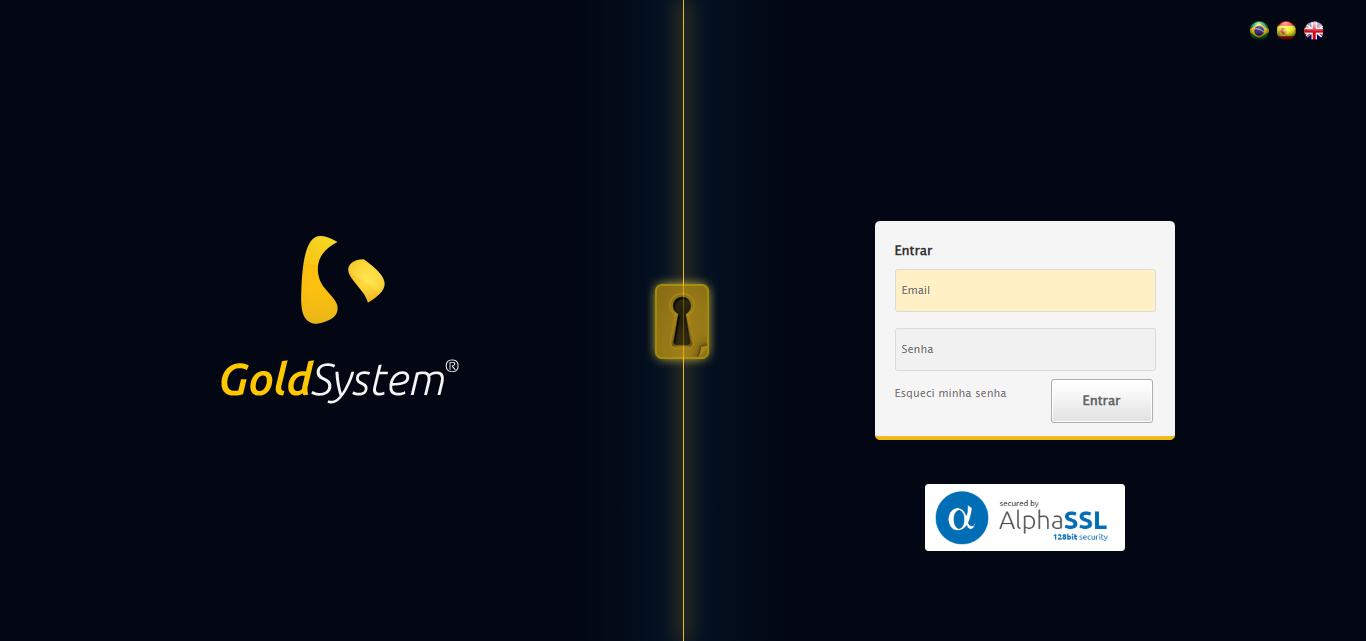 GoldSystem®
Entrar
Email
Senha
Esqueci minha senha
Entrar
α
secured by
AlphaSSL
128bit security